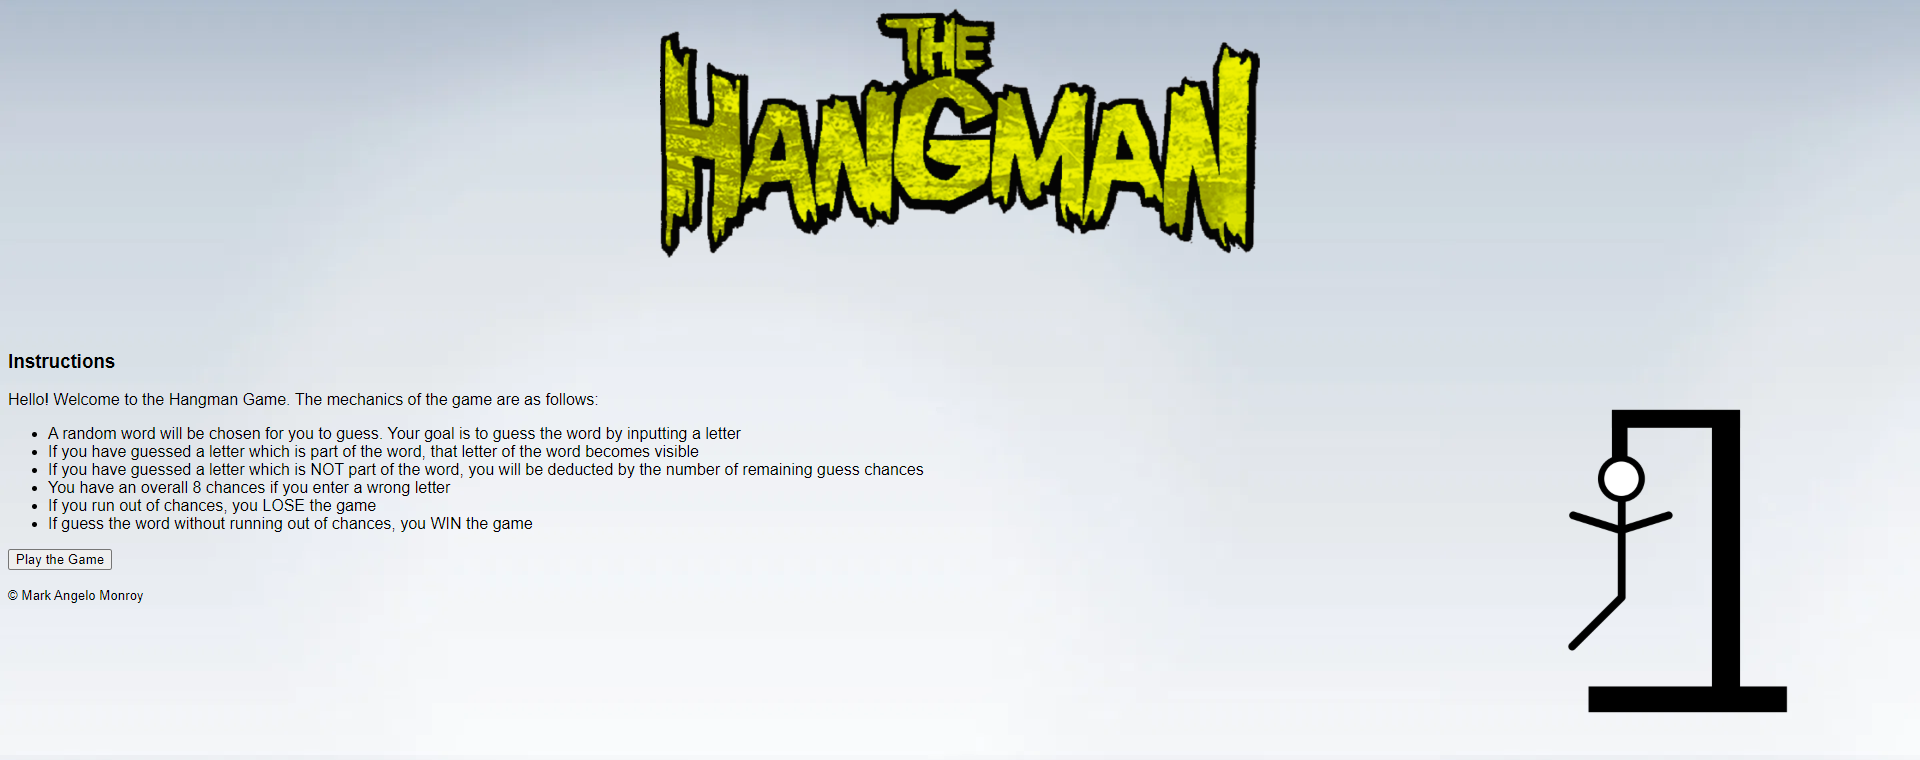 THE
HANGMAN
Instructions
Hello! Welcome to the Hangman Game. The mechanics of the game are as follows:
• A random word will be chosen for you to guess. Your goal is to guess the word by inputting a letter
• If you have guessed a letter which is part of the word, that letter of the word becomes visible
• If you have guessed a letter which is NOT part of the word, you will be deducted by the number of remaining guess chances
• You have an overall 8 chances if you enter a wrong letter
• If you run out of chances, you LOSE the game
• If guess the word without running out of chances, you WIN the game
Play the Game
© Mark Angelo Monroy